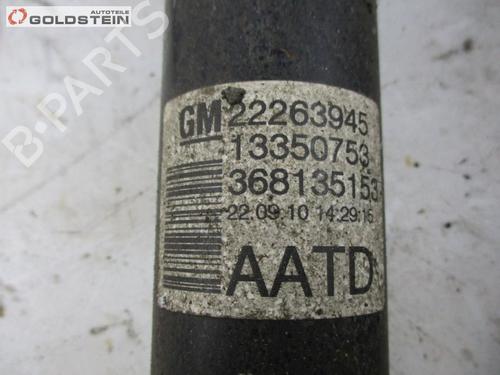 AUTOTEILE
GOLDSTEIN
B-PARTS
GM 22263945
13350753
368135153
22.09.10 14:29:16
AATD